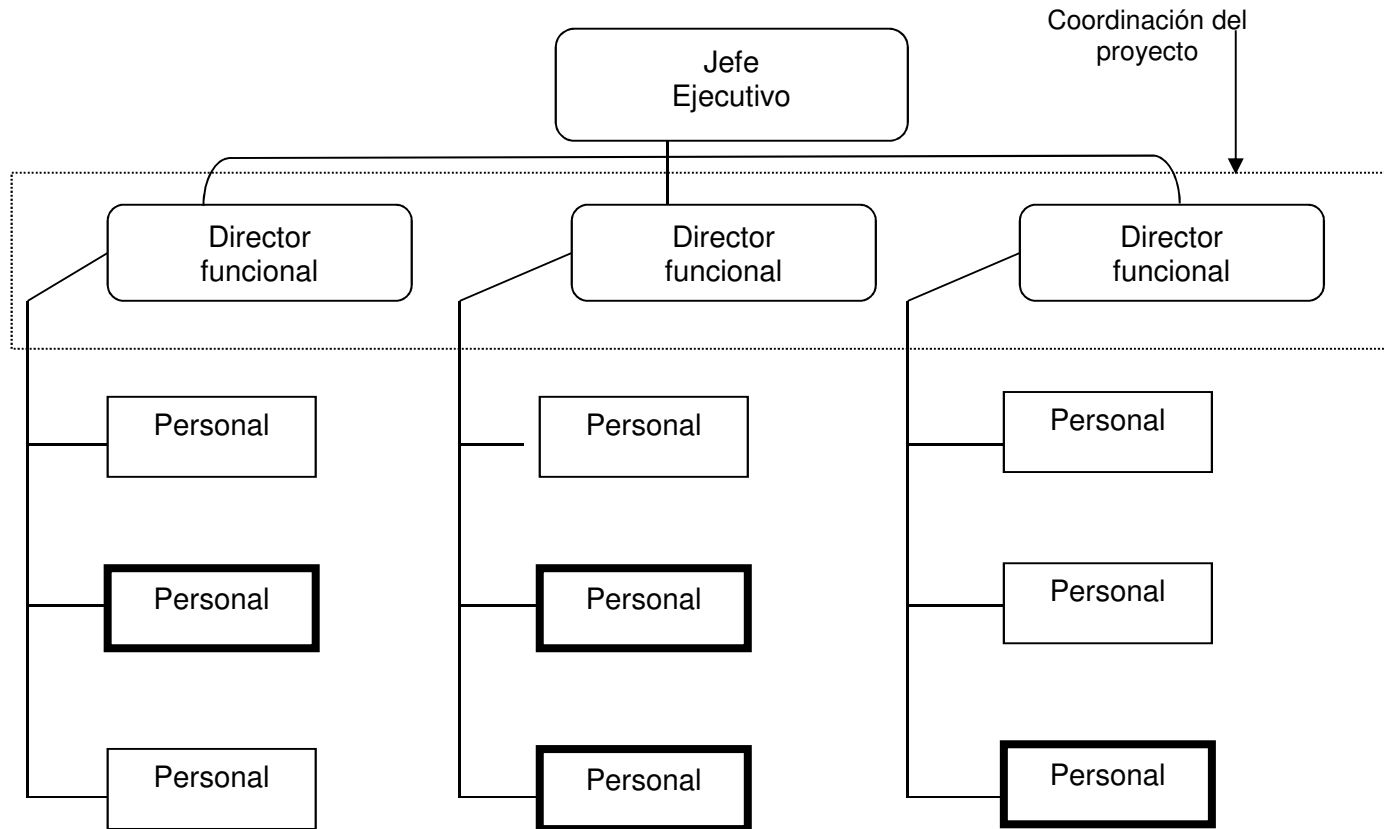 Coordinación del
proyecto
Jefe
Ejecutivo
Director
funcional
Director
funcional
Director
funcional
Personal
Personal
Personal
Personal
Personal
Personal
Personal
Personal
Personal